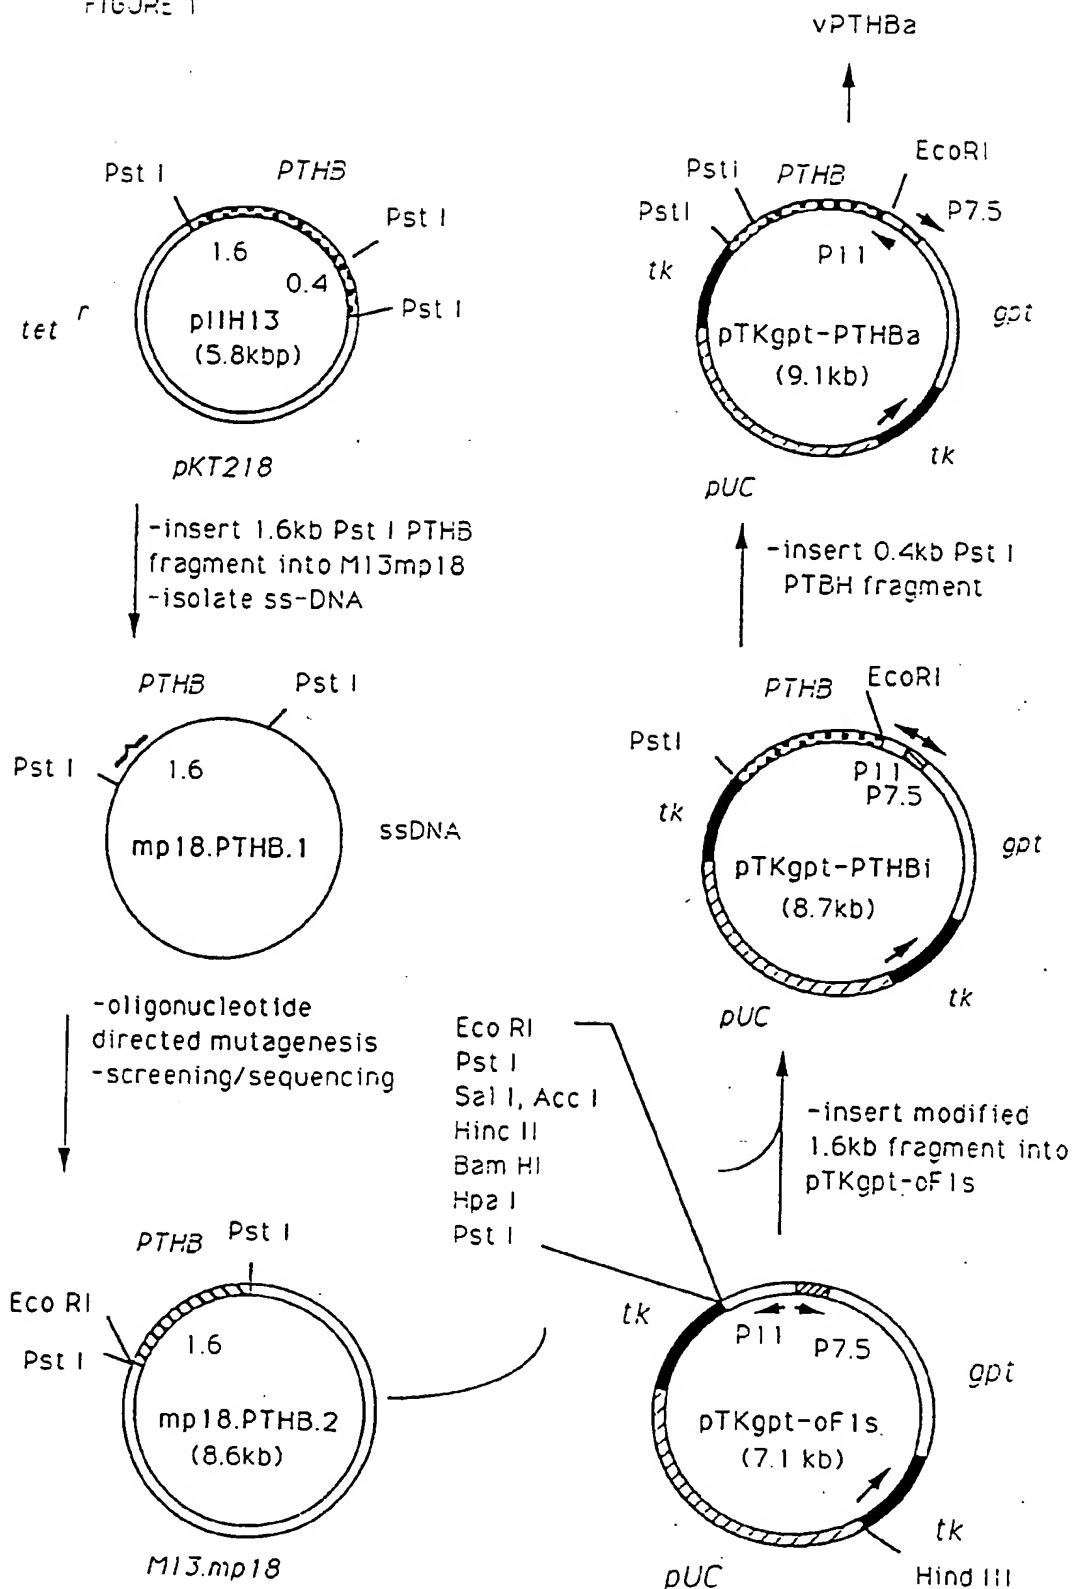 FIGURE 1
vPTHBa
Pst I
PTHB
Pst I
1.6
0.4
Pst I
tet r
pIIH13
(5.8kbp)
pKT218
-insert 1.6kb Pst I PTHB
fragment into M13mp18
-isolate ss-DNA
PTHB
Pst I
Pst I
1.6
ssDNA
mp18.PTHB.1
-oligonucleotide
directed mutagenesis
-screening/sequencing
PTHB
Pst I
Eco RI
Pst I
1.6
mp18.PTHB.2
(8.6kb)
M13.mp18
Eco RI
Pst I
Sal I, Acc I
Hinc II
Bam HI
Hpa I
Pst I
tk
P11
P7.5
gpt
pTKgpt-oF1s
(7.1 kb)
tk
pUC
Hind III
-insert modified
1.6kb fragment into
pTKgpt-oF1s
PTHB
EcoRI
PstI
P11
P7.5
tk
gpt
pTKgpt-PTHBi
(8.7kb)
tk
pUC
-insert 0.4kb Pst I
PTBH fragment
PstI
PTHB
EcoRI
PstI
P7.5
P11
tk
gpt
pTKgpt-PTHBa
(9.1kb)
tk
pUC